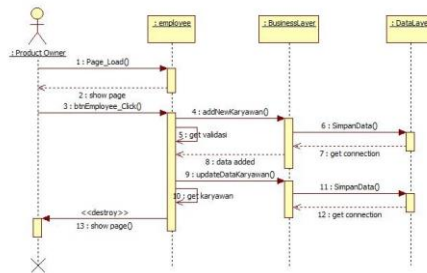 : Product Owner
: employee
: BusinessLayer
: DataLaye
1 : Page_Load()
2 : show page
3 : btnEmployee_Click()
4 : addNewKaryawan()
5 : get validasi
6 : SimpanData()
7 : get connection
8 : data added
9 : updateDataKaryawan()
10 : get karyawan
11 : SimpanData()
12 : get connection
<<destroy>>
13 : show page()